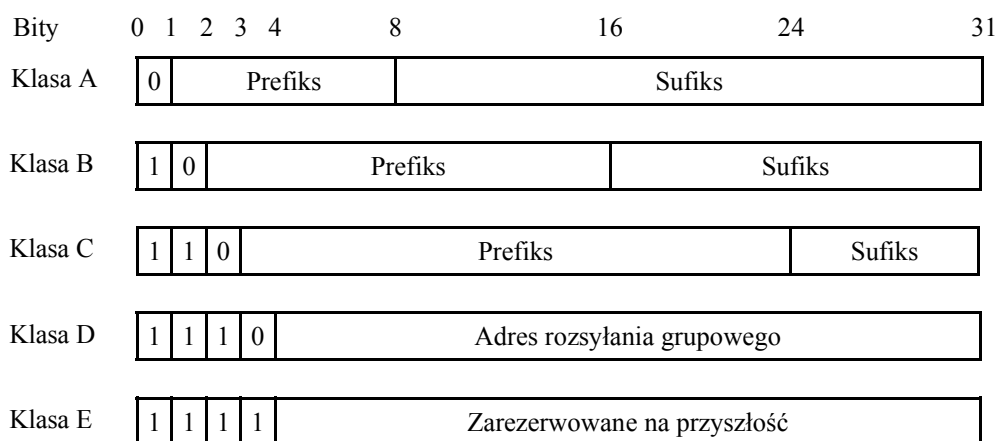 Bity 0 1 2 3 4 8 16 24 31
Klasa A 0 Prefiks Sufiks
Klasa B 1 0 Prefiks Sufiks
Klasa C 1 1 0 Prefiks Sufiks
Klasa D 1 1 1 0 Adres rozsyłania grupowego
Klasa E 1 1 1 1 Zarezerwowane na przyszłość